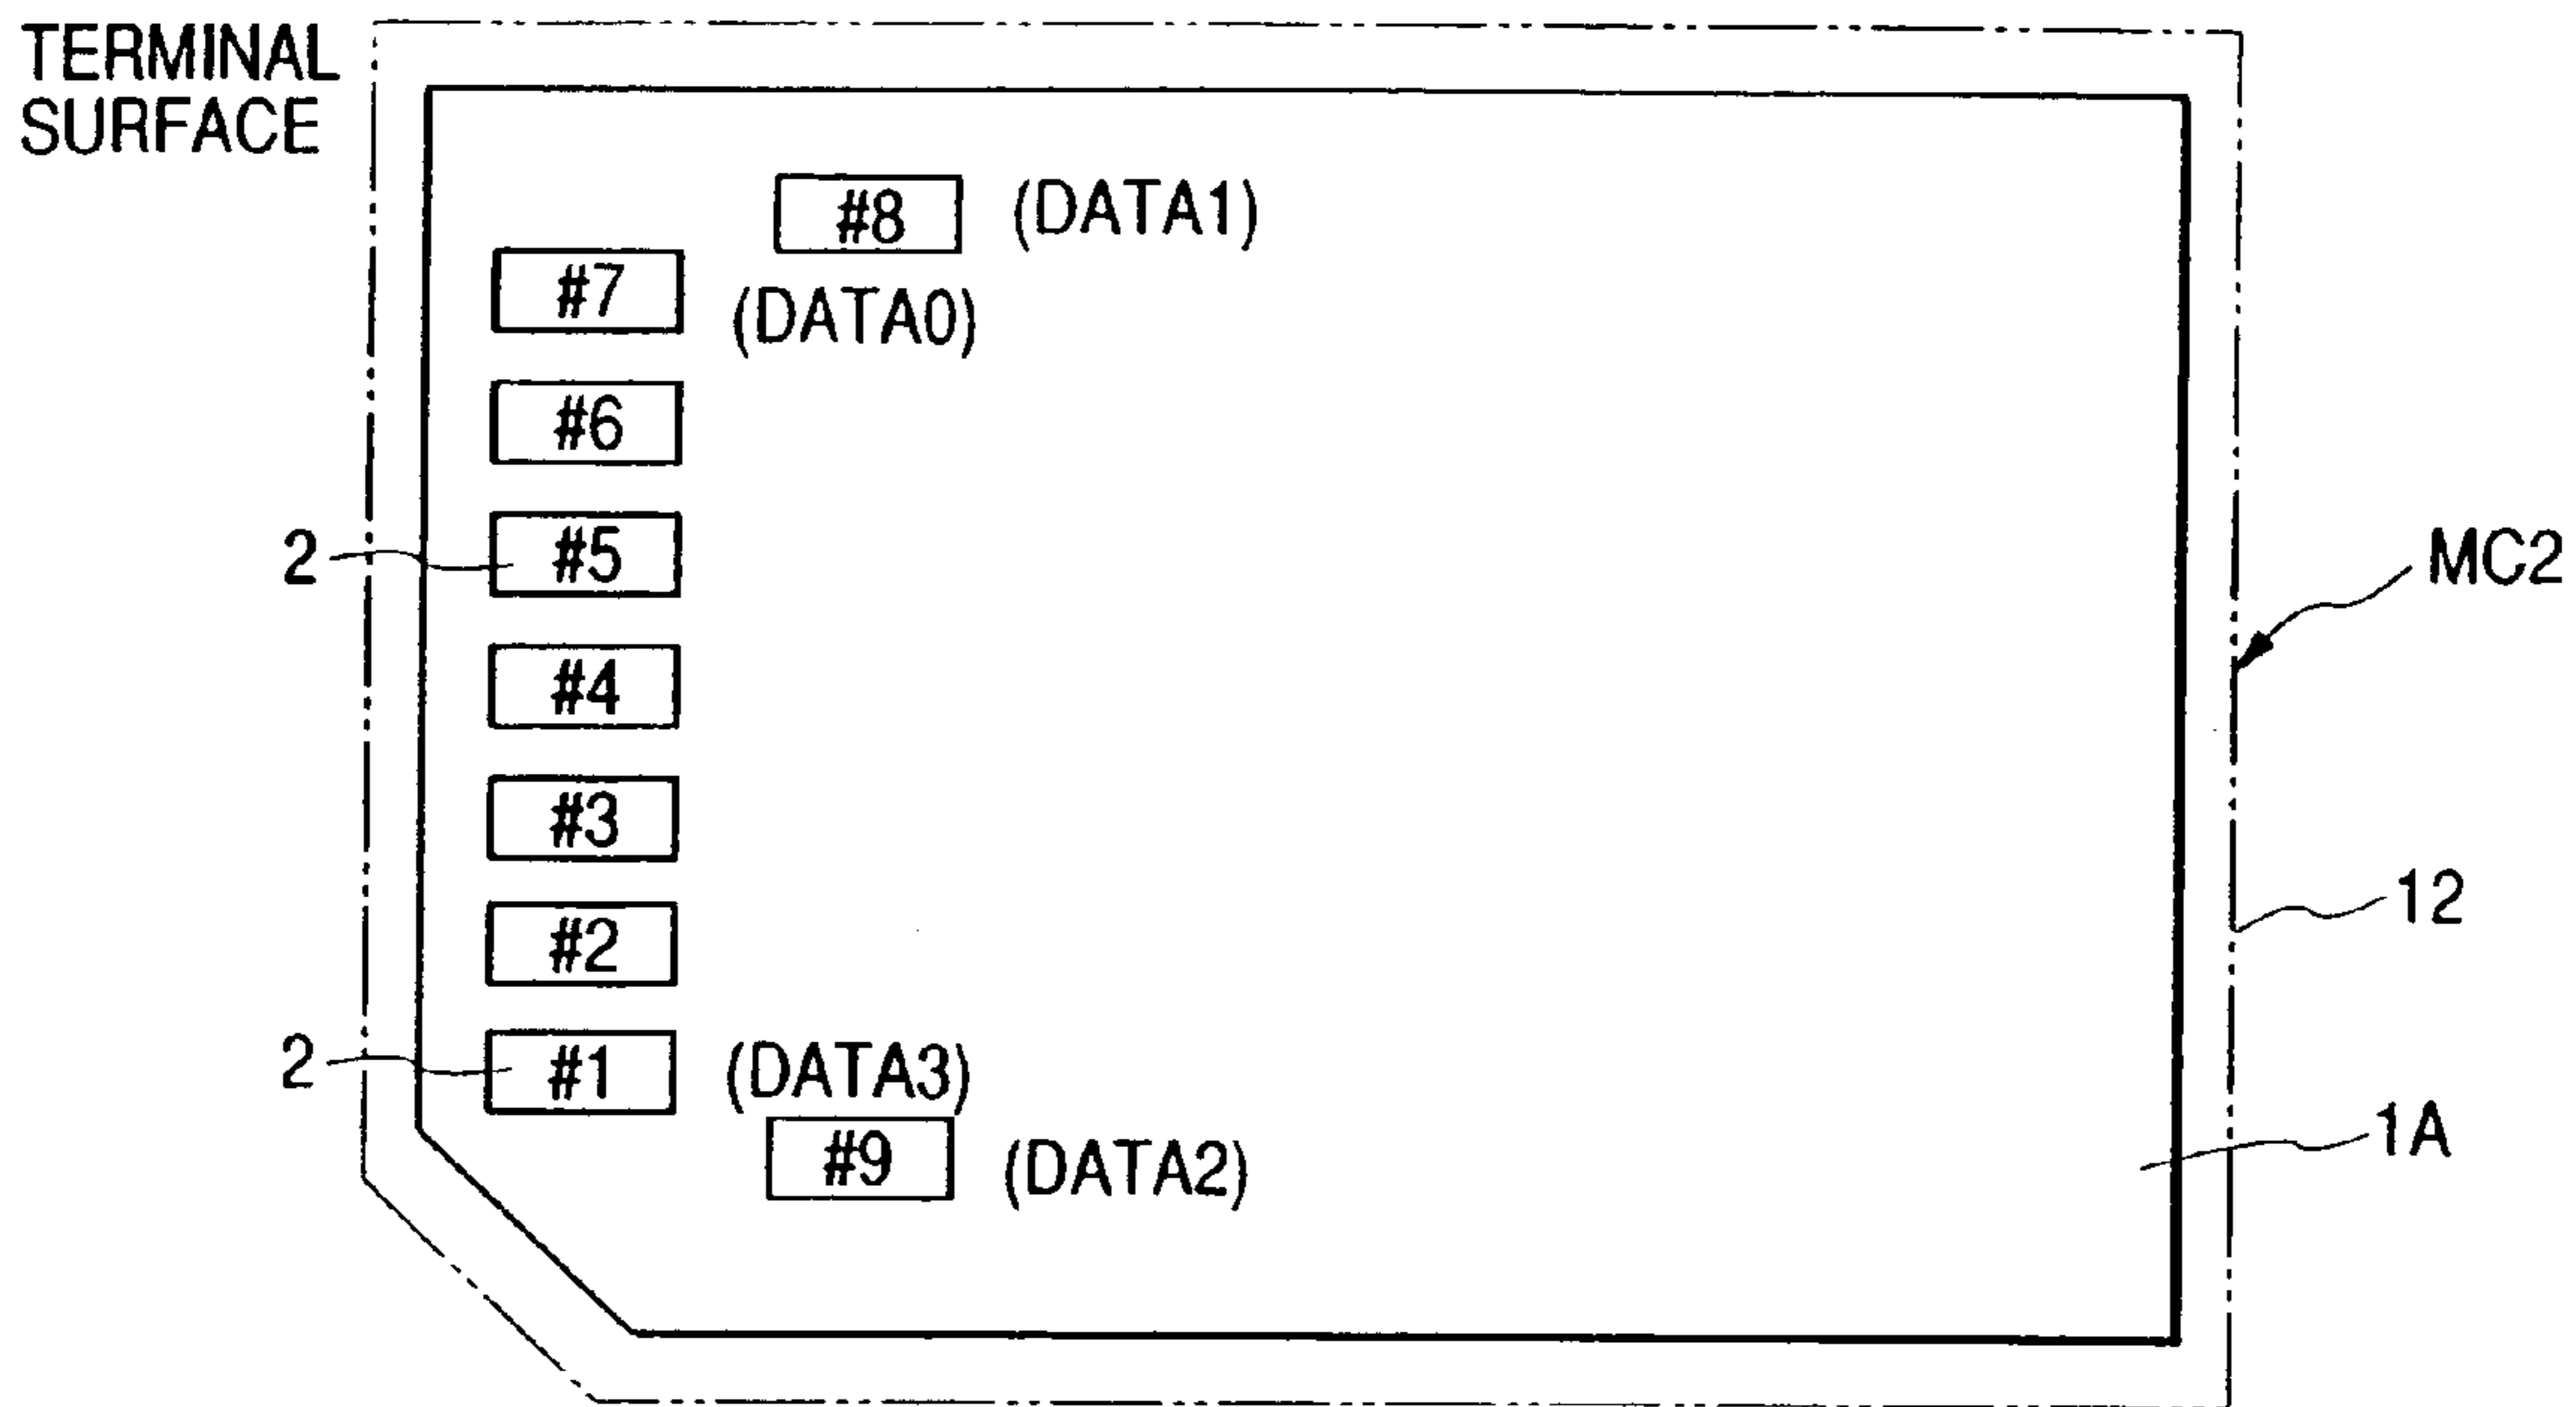 TERMINAL
SURFACE
#8 (DATA1)
#7
(DATA0)
#6
2 #5
MC2
#4
#3
12
#2
2 #1 (DATA3)
1A
#9 (DATA2)